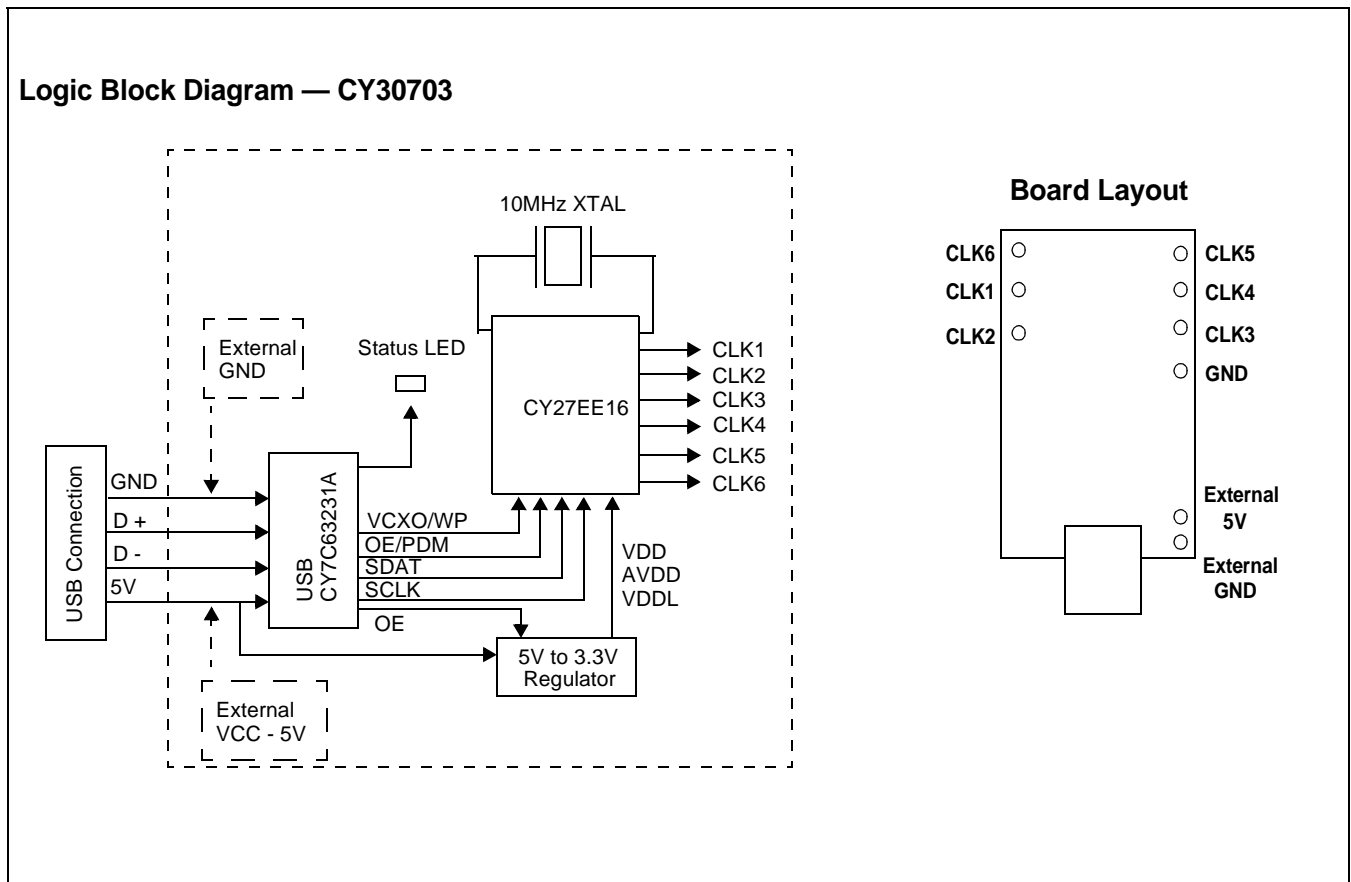 Logic Block Diagram — CY30703
10MHz XTAL
External
GND
Status LED
CY27EE16
CLK1
CLK2
CLK3
CLK4
CLK5
CLK6
USB Connection
GND
D +
D -
5V
USB
CY7C63231A
VCXO/WP
OE/PDM
SDAT
SCLK
OE
VDD
AVDD
VDDL
5V to 3.3V
Regulator
External
VCC - 5V
Board Layout
CLK6
CLK1
CLK2
CLK5
CLK4
CLK3
GND
External
5V
External
GND